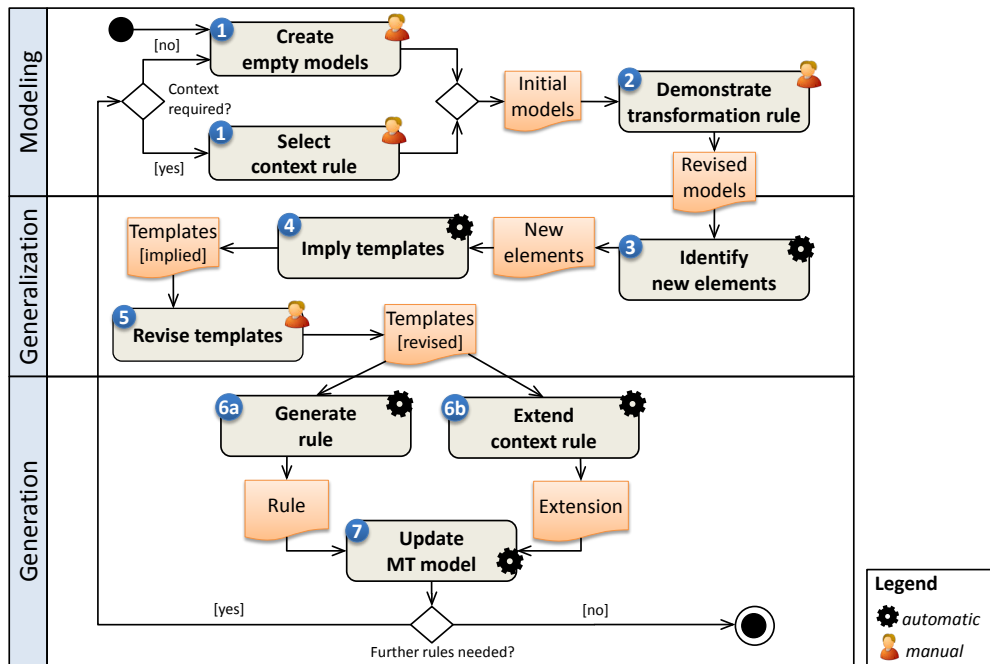 Modeling
1
Create
empty models
[no]
Context
required?
[yes]
1
Select
context rule
Initial
models
2
Demonstrate
transformation rule
Revised
models
Generalization
Templates
[implied]
4
Imply templates
New
elements
3
Identify
new elements
5
Revise templates
Templates
[revised]
Generation
6a
Generate
rule
6b
Extend
context rule
Rule
Extension
7
Update
MT model
[yes]
[no]
Further rules needed?
Legend
automatic
manual